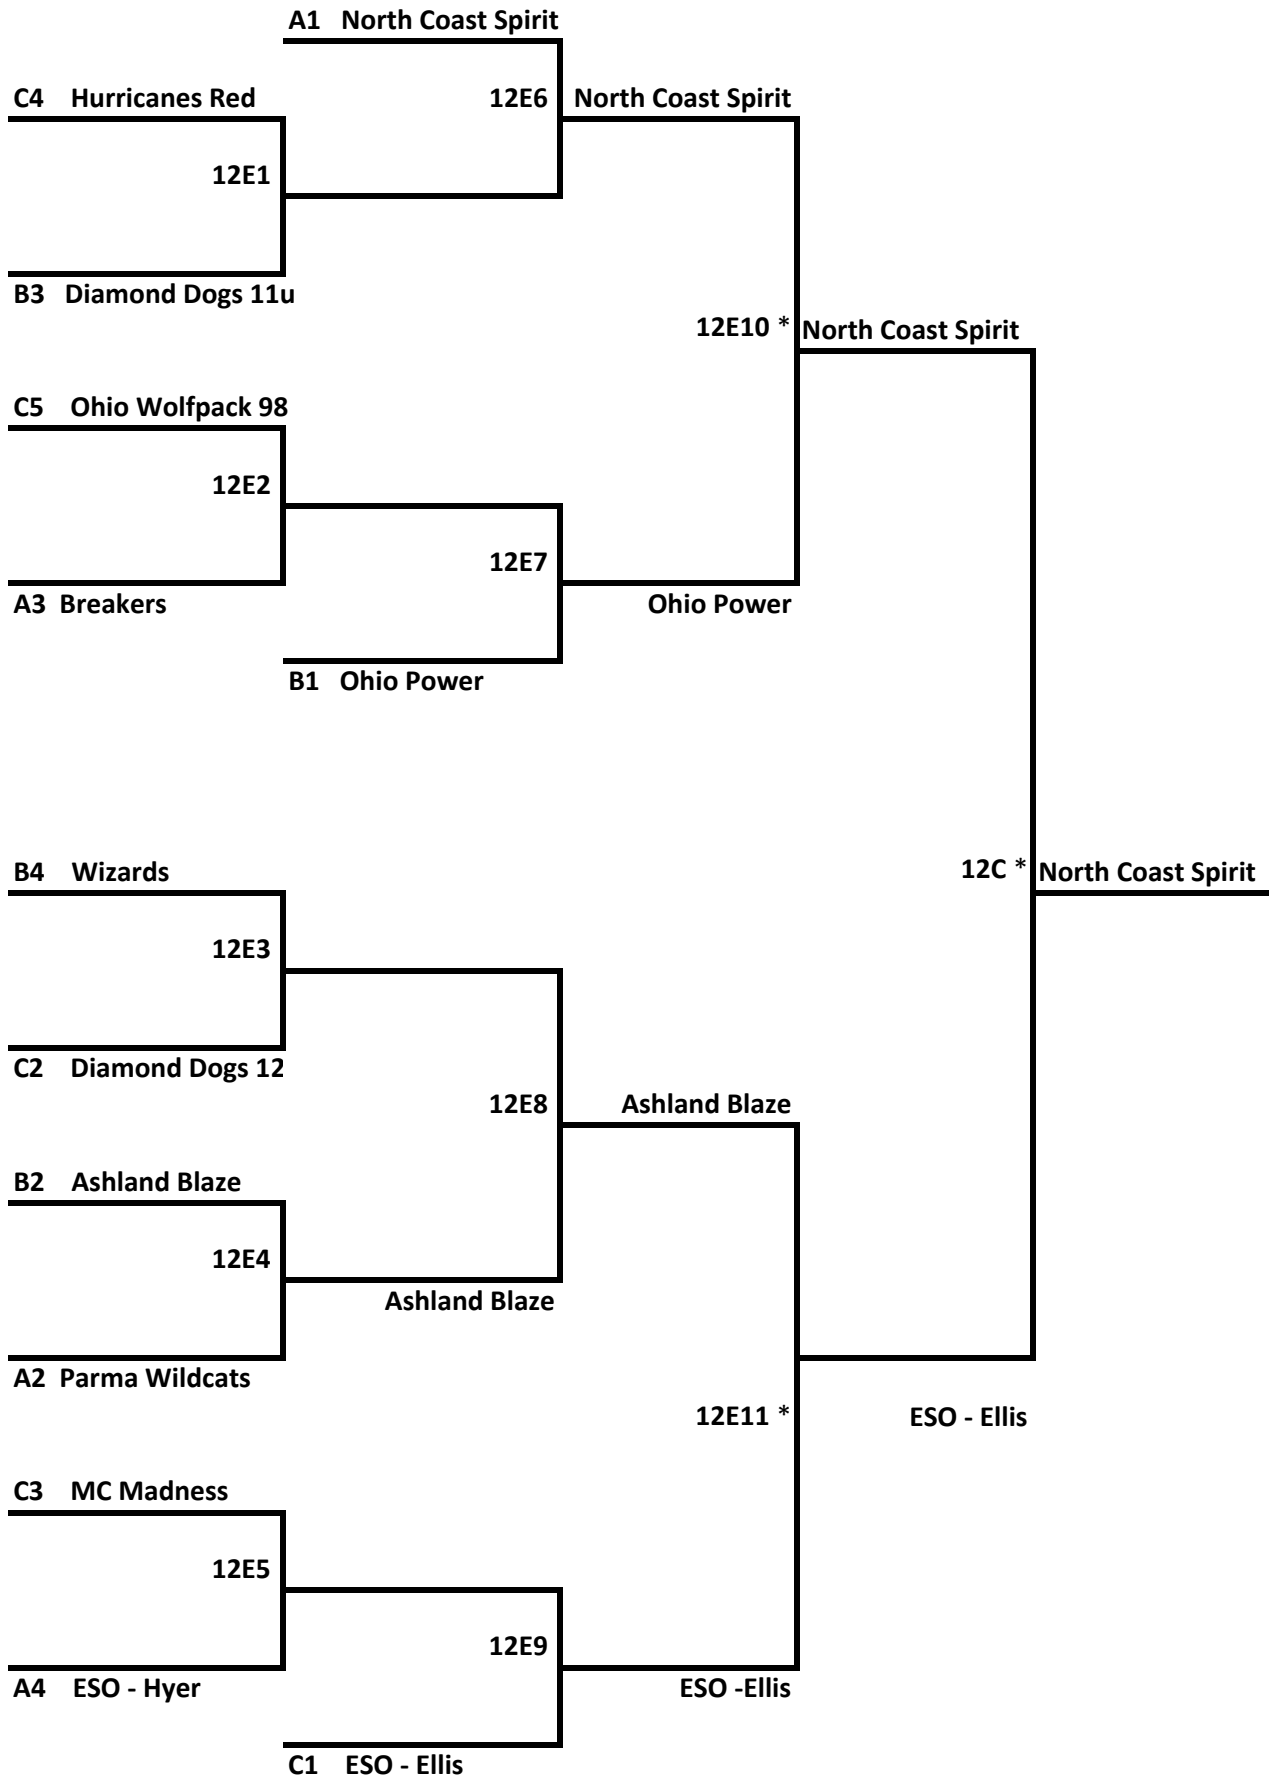 A1 North Coast Spirit
C4 Hurricanes Red
12E6 North Coast Spirit
12E1
B3 Diamond Dogs 11u
12E10 * North Coast Spirit
C5 Ohio Wolfpack 98
12E2
12E7
A3 Breakers
Ohio Power
B1 Ohio Power
B4 Wizards
12C * North Coast Spirit
12E3
C2 Diamond Dogs 12
12E8
Ashland Blaze
B2 Ashland Blaze
12E4
Ashland Blaze
A2 Parma Wildcats
12E11 *
ESO - Ellis
C3 MC Madness
12E5
12E9
A4 ESO - Hyer
ESO -Ellis
C1 ESO - Ellis